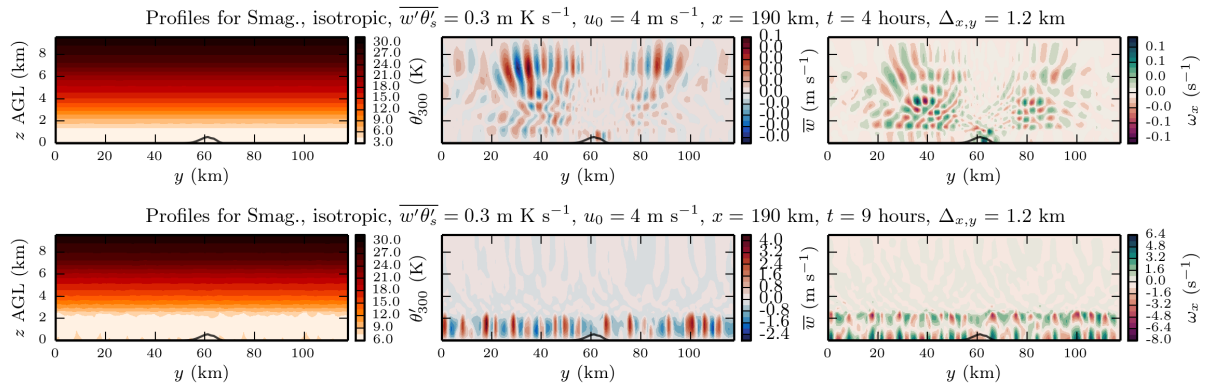 Profiles for Smag., isotropic, w′θ′ₛ = 0.3 m K s⁻¹, u₀ = 4 m s⁻¹, x = 190 km, t = 4 hours, Δx,y = 1.2 km
z AGL (km)
8
6
4
2
0
0 20 40 60 80 100
y (km)
30.0
27.0
24.0
21.0
18.0
15.0
12.0
9.0
6.0
3.0
θ′₃₀₀ (K)
0 20 40 60 80 100
y (km)
0.1
0.0
0.0
0.0
0.0
-0.0
-0.0
-0.0
-0.0
w (m s⁻¹)
0 20 40 60 80 100
y (km)
0.1
0.1
0.0
0.0
-0.0
-0.0
-0.1
-0.1
ωₓ (s⁻¹)
Profiles for Smag., isotropic, w′θ′ₛ = 0.3 m K s⁻¹, u₀ = 4 m s⁻¹, x = 190 km, t = 9 hours, Δx,y = 1.2 km
z AGL (km)
8
6
4
2
0
0 20 40 60 80 100
y (km)
30.0
27.0
24.0
21.0
18.0
15.0
12.0
9.0
6.0
θ′₃₀₀ (K)
0 20 40 60 80 100
y (km)
4.0
3.2
2.4
1.6
0.8
0.0
-0.8
-1.6
-2.4
w (m s⁻¹)
0 20 40 60 80 100
y (km)
6.4
4.8
3.2
1.6
0.0
-1.6
-3.2
-4.8
-6.4
-8.0
ωₓ (s⁻¹)